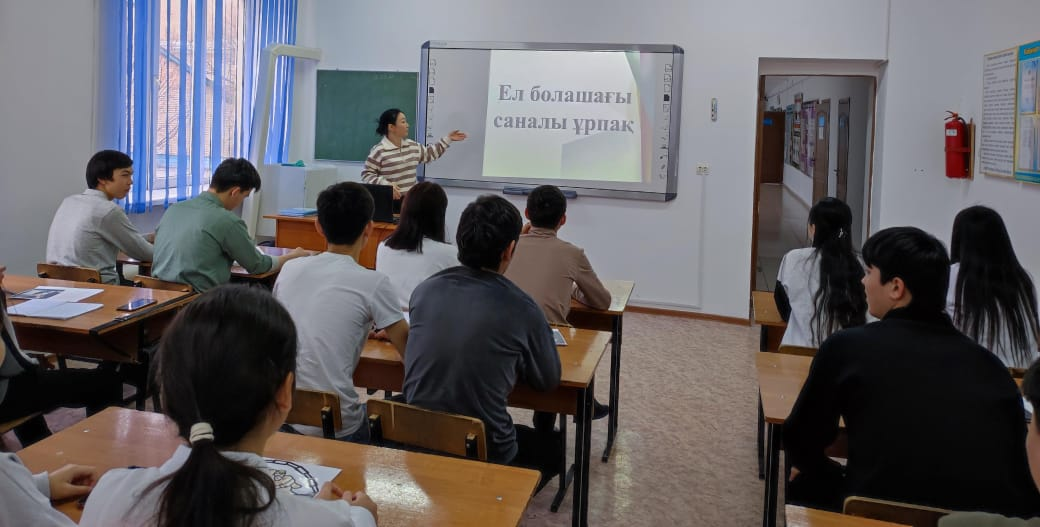 Ел болашағы
саналы ұрпақ